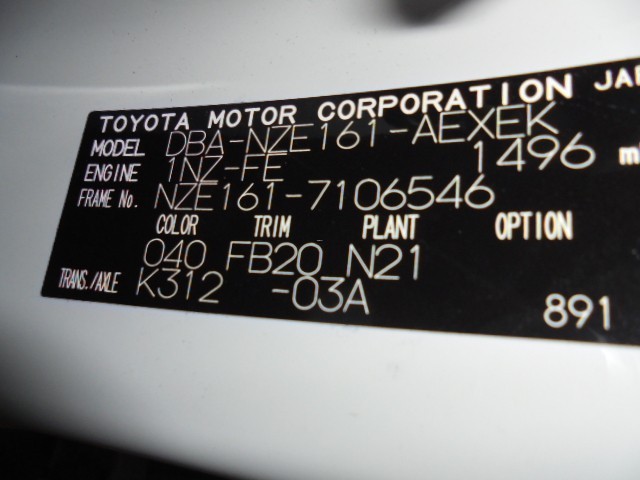 TOYOTA MOTOR CORPORATION JA
MODEL DBA-NZE161-AEXEK
ENGINE 1NZ-FE 1496 m
FRAME No. NZE161-7106546
COLOR TRIM PLANT OPTION
040 FB20 N21
TRANS./AXLE K312 -03A
891